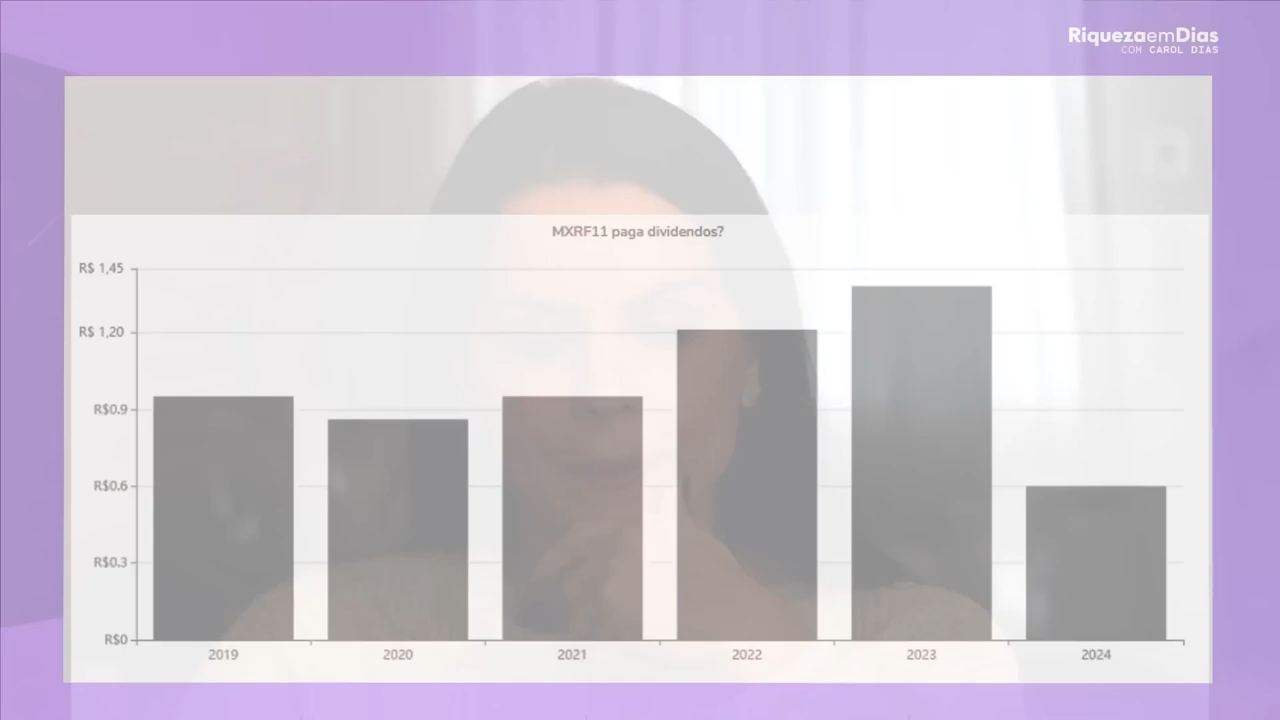 RiquezaemDias
COM CAROL DIAS
MXRF11 paga dividendos?
R$ 1,45
R$ 1,20
R$0.9
R$0.6
R$0.3
R$0
2019 2020 2021 2022 2023 2024